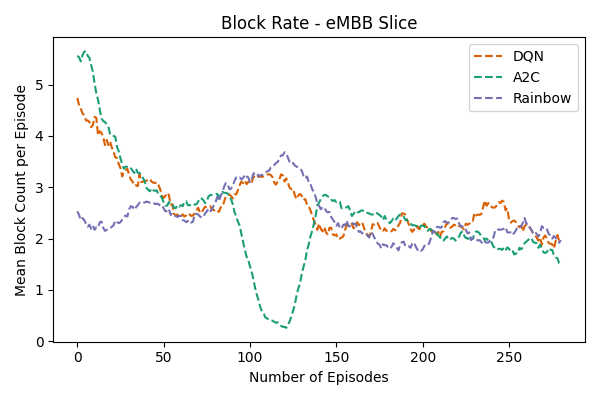 Block Rate - eMBB Slice
DQN
A2C
Rainbow
Mean Block Count per Episode
5
4
3
2
1
0
0 50 100 150 200 250
Number of Episodes